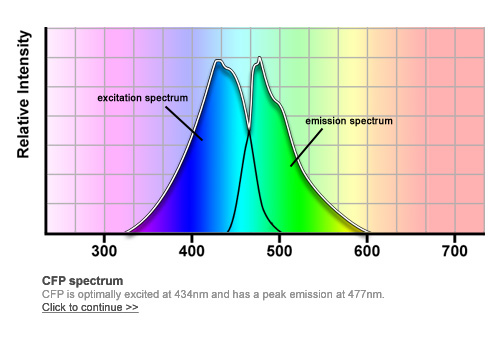 Relative Intensity
excitation spectrum
emission spectrum
300 400 500 600 700
CFP spectrum
CFP is optimally excited at 434nm and has a peak emission at 477nm.
Click to continue >>